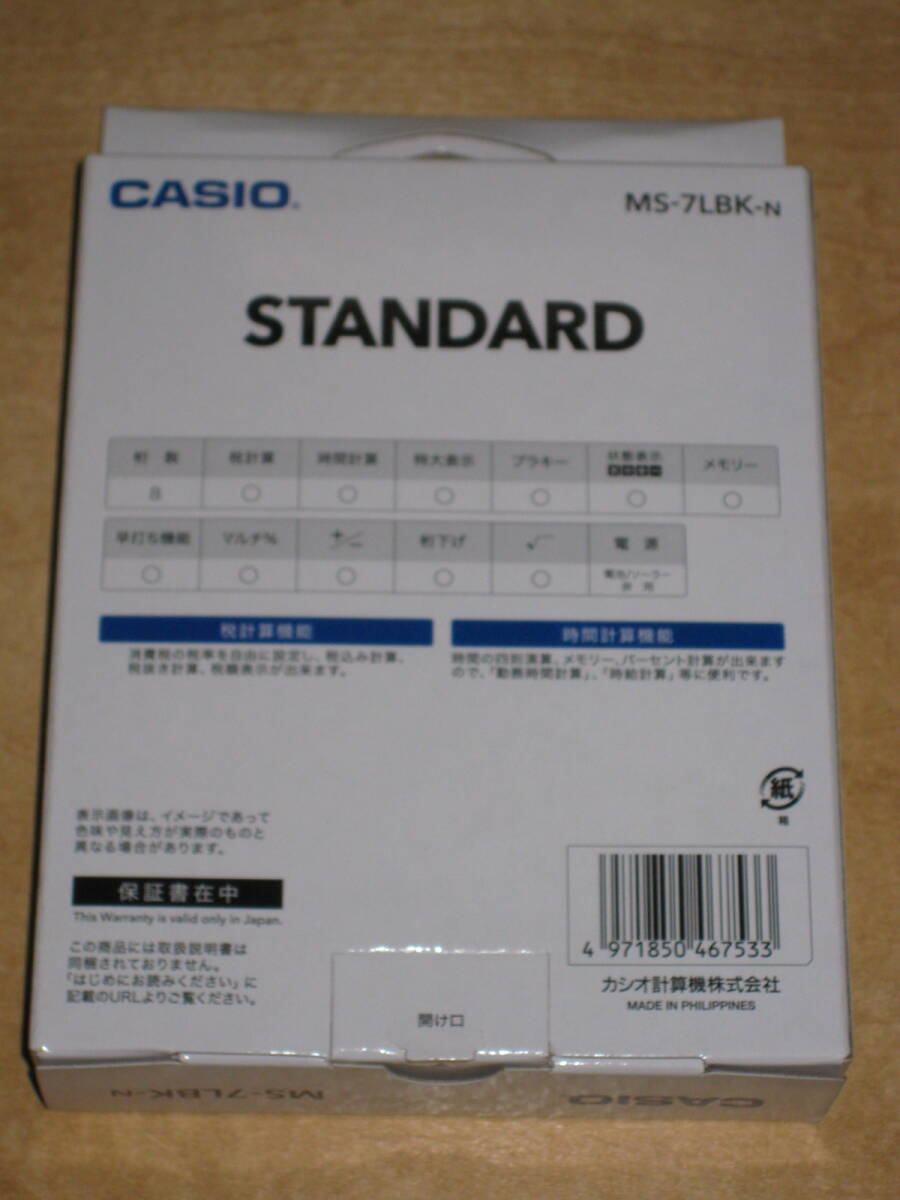 CASIO
MS-7LBK-N
STANDARD
桁 数 税計算 時間計算 特大表示 プラキー 状態表示 メモリー
8 ○ ○ ○ ○ ○ ○
早打ち機能 マルチ% +/− 桁下げ √ 電 源
○ ○ ○ ○ ○ 電池/ソーラー
併 用
税計算機能
消費税の税率を自由に設定し、税込み計算、
税抜き計算、税額表示が出来ます。
時間計算機能
時間の四則演算、メモリー、パーセント計算が出来ます
ので、「勤務時間計算」、「時給計算」等に便利です。
紙
箱
表示画像は、イメージであって
色味や見え方が実際のものと
異なる場合があります。
保証書在中
This Warranty is valid only in Japan.
この商品には取扱説明書は
同梱されておりません。
「はじめにお読みください」に
記載のURLよりご覧ください。
4 971850 467533
カシオ計算機株式会社
MADE IN PHILIPPINES
開け口
MS-7LBK-N
CASIO